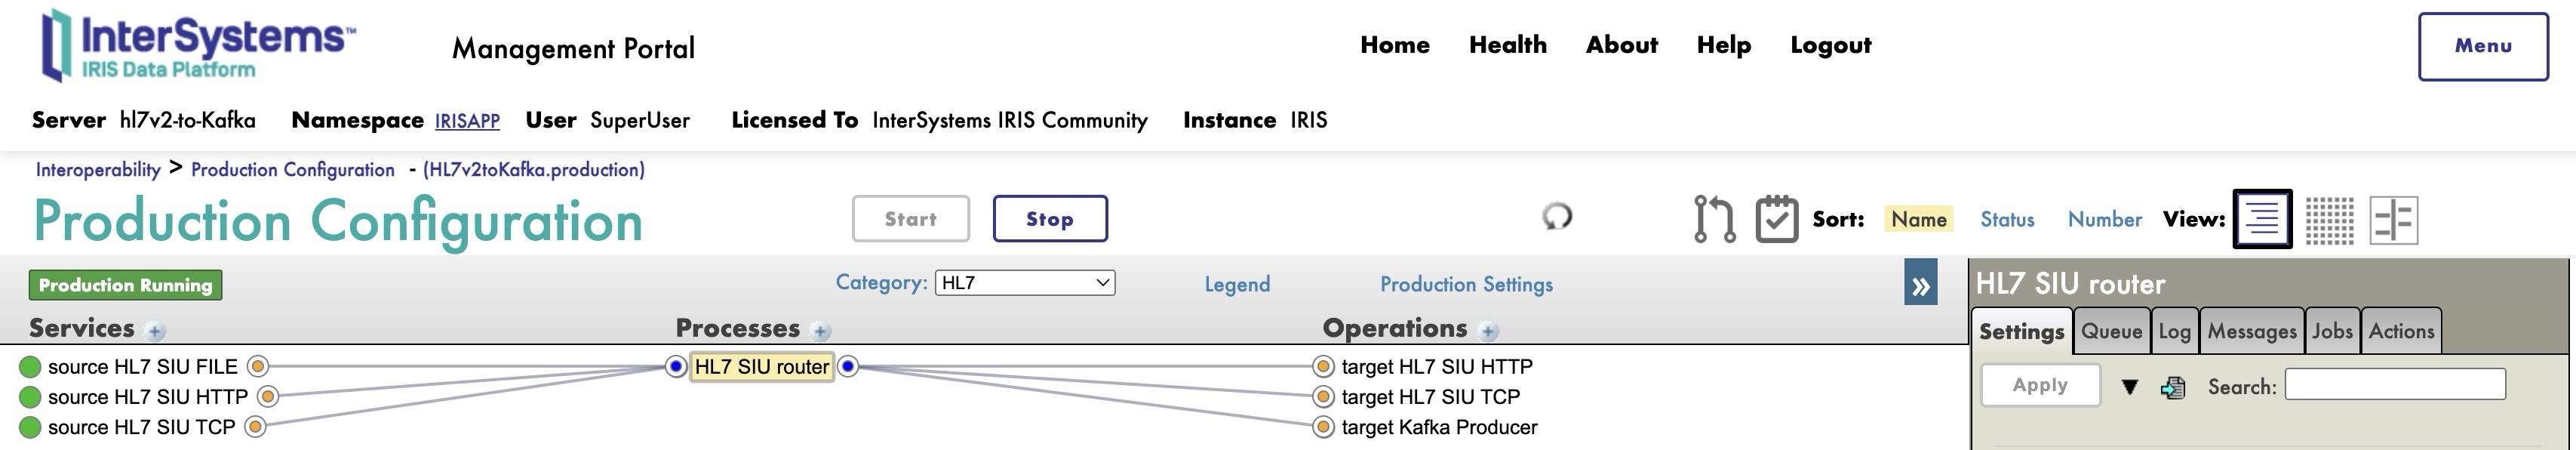 InterSystems™
IRIS Data Platform
Management Portal
Home Health About Help Logout
Menu
Server hl7v2-to-Kafka Namespace IRISAPP User SuperUser Licensed To InterSystems IRIS Community Instance IRIS
Interoperability > Production Configuration - (HL7v2toKafka.production)
Production Configuration
Start Stop
Sort: Name Status Number View:
Production Running
Category: HL7
Legend
Production Settings
»
HL7 SIU router
Services + Processes + Operations +
Settings Queue Log Messages Jobs Actions
source HL7 SIU FILE HL7 SIU router target HL7 SIU HTTP
source HL7 SIU HTTP target HL7 SIU TCP
source HL7 SIU TCP target Kafka Producer
Apply Search: